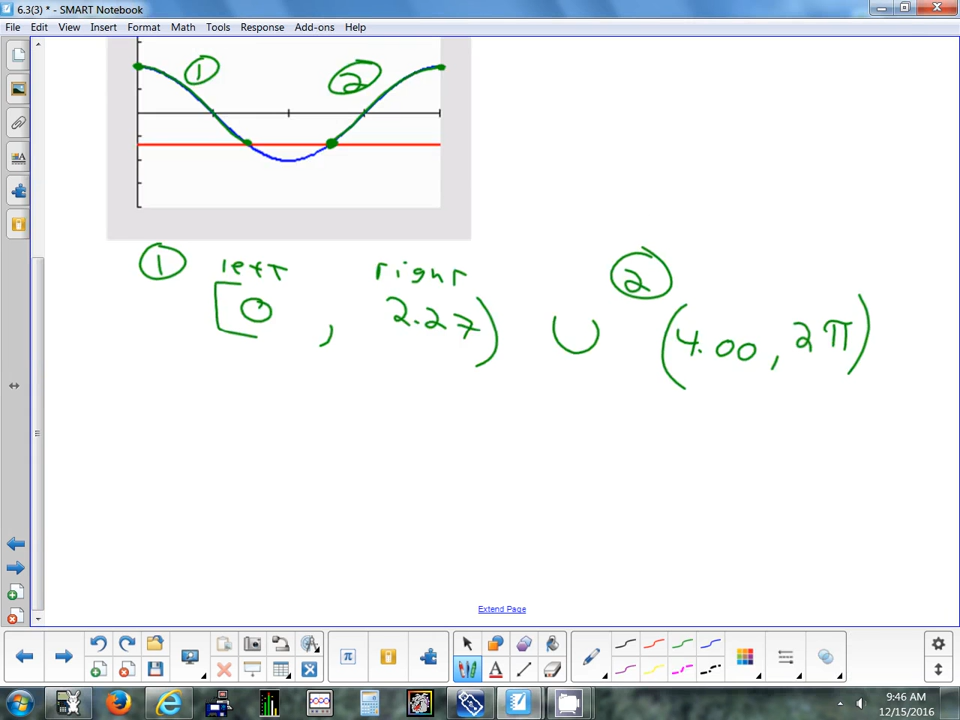 6.3(3) * - SMART Notebook
File Edit View Insert Format Math Tools Response Add-ons Help
1 2
1 left right 2
[0 , 2.27) ∪ (4.00, 2π)
Extend Page
9:46 AM
12/15/2016